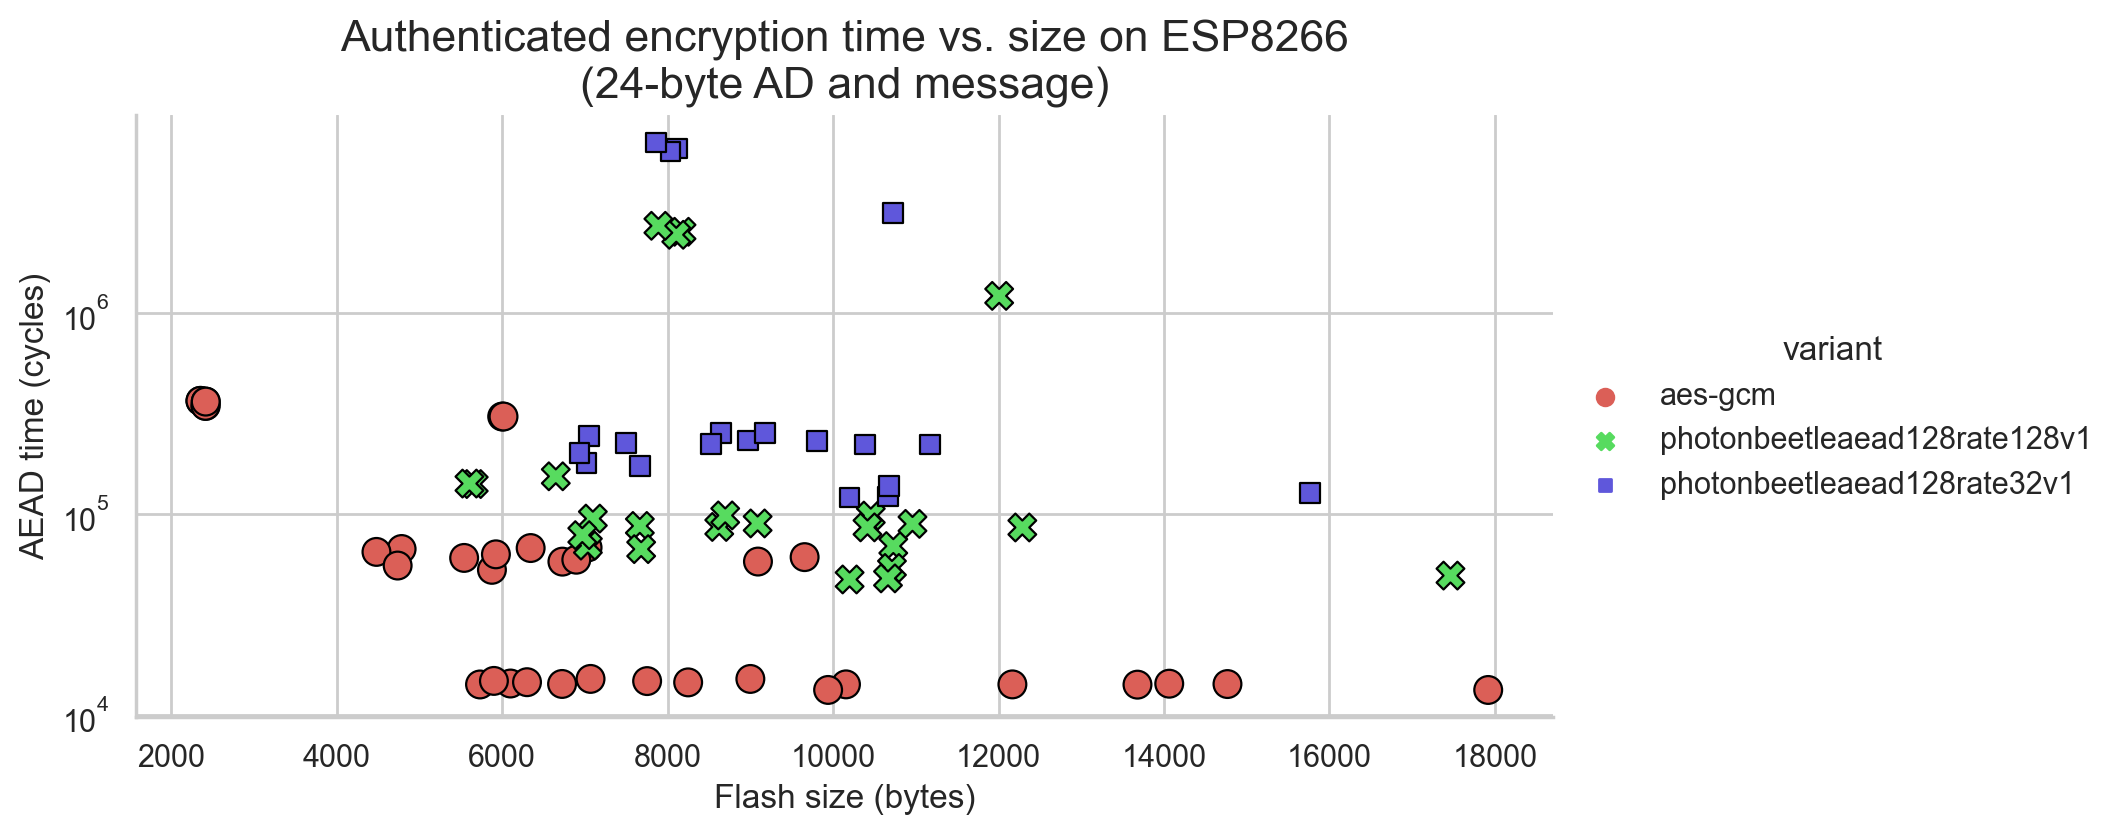 Authenticated encryption time vs. size on ESP8266
(24-byte AD and message)
AEAD time (cycles)
10^6
10^5
10^4
2000 4000 6000 8000 10000 12000 14000 16000 18000
Flash size (bytes)
variant
aes-gcm
photonbeetleaead128rate128v1
photonbeetleaead128rate32v1